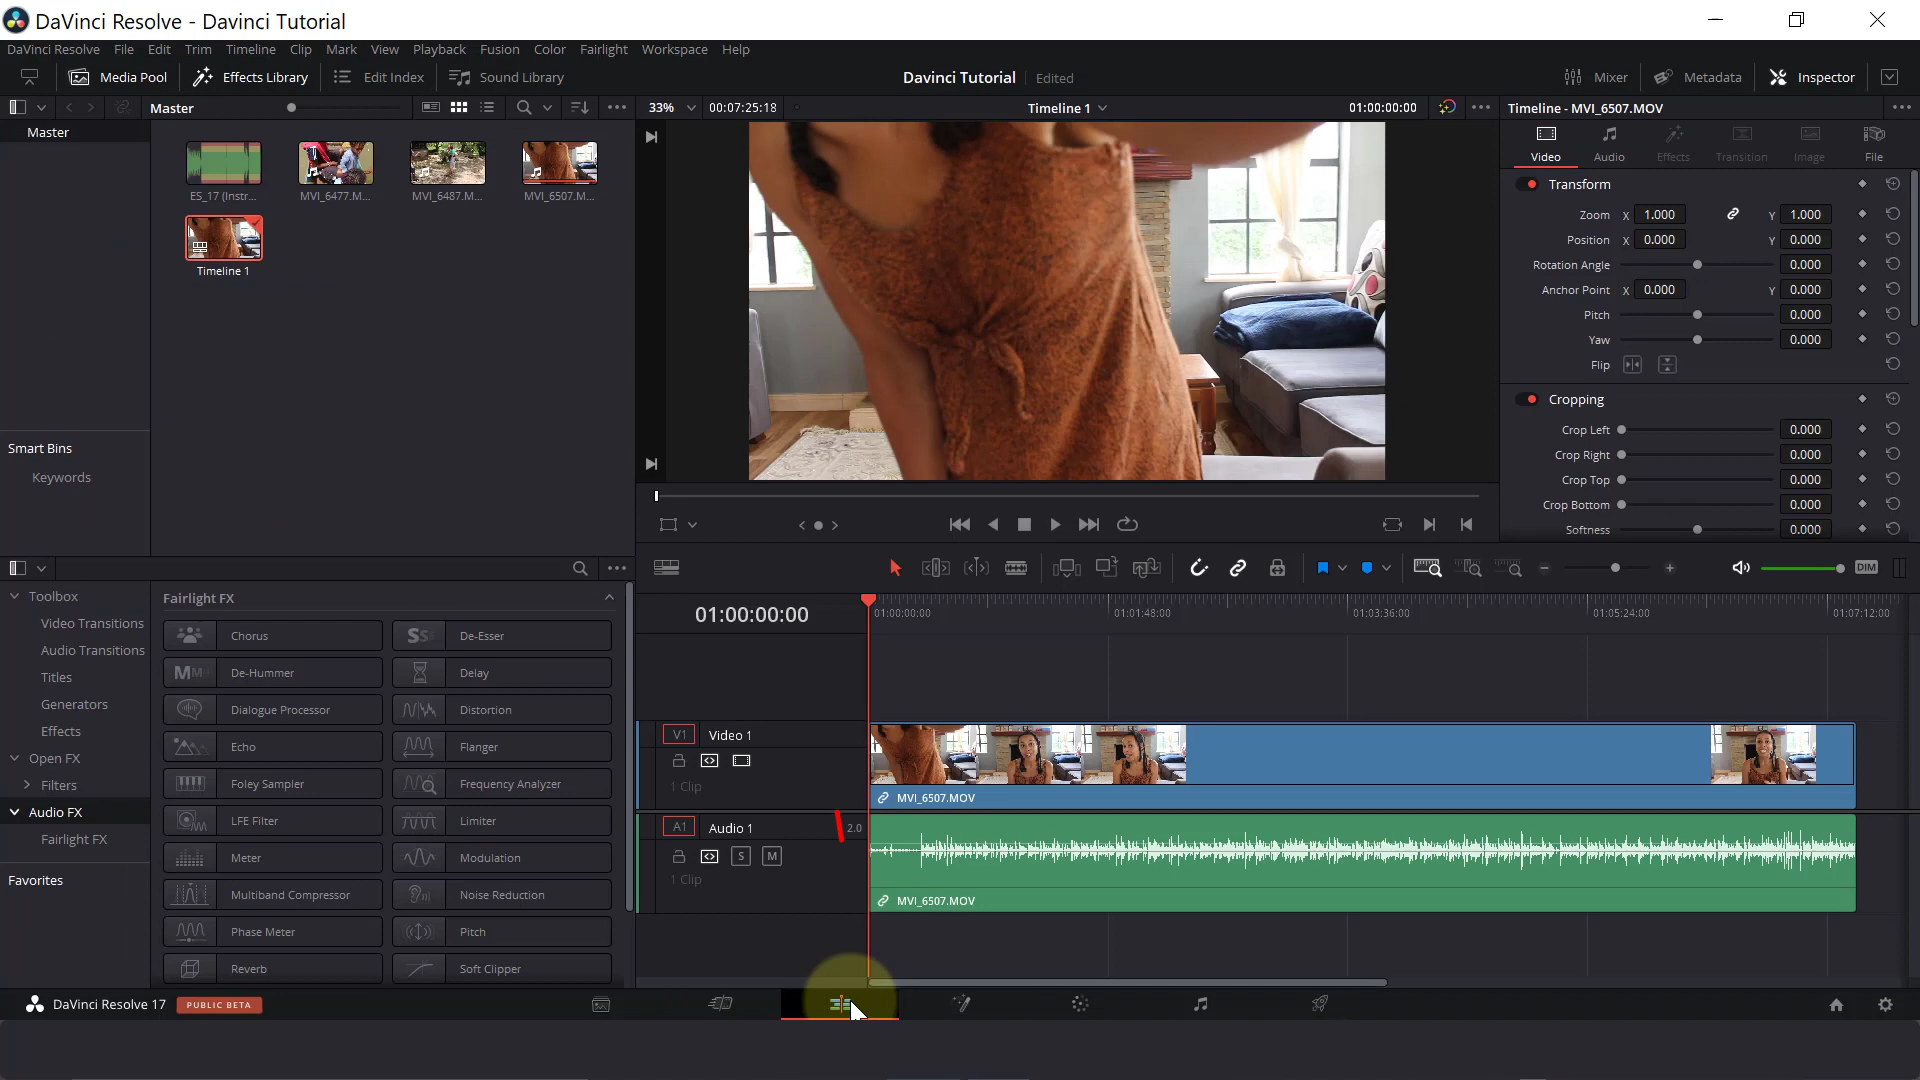 DaVinci Resolve - Davinci Tutorial
DaVinci Resolve File Edit Trim Timeline Clip Mark View Playback Fusion Color Fairlight Workspace Help
Media Pool Effects Library Edit Index Sound Library Davinci Tutorial Edited Mixer Metadata Inspector
Master 33% 00:07:25:18 Timeline 1 01:00:00:00 Timeline - MVI_6507.MOV
Master
Video Audio Effects Transition Image File
ES_17 (Instr... MVI_6477.M... MVI_6487.M... MVI_6507.M...
Timeline 1
Smart Bins
Keywords
Transform
Zoom X 1.000 Y 1.000
Position X 0.000 Y 0.000
Rotation Angle 0.000
Anchor Point X 0.000 Y 0.000
Pitch 0.000
Yaw 0.000
Flip
Cropping
Crop Left 0.000
Crop Right 0.000
Crop Top 0.000
Crop Bottom 0.000
Softness 0.000
DIM
Toolbox
Video Transitions
Audio Transitions
Titles
Generators
Effects
Open FX
Filters
Audio FX
Fairlight FX
Favorites
Fairlight FX
Chorus De-Esser
De-Hummer Delay
Dialogue Processor Distortion
Echo Flanger
Foley Sampler Frequency Analyzer
LFE Filter Limiter
Meter Modulation
Multiband Compressor Noise Reduction
Phase Meter Pitch
Reverb Soft Clipper
01:00:00:00 01:00:00:00 01:01:48:00 01:03:36:00 01:05:24:00 01:07:12:00
V1 Video 1
1 Clip
MVI_6507.MOV
A1 Audio 1 2.0
S M
1 Clip
MVI_6507.MOV
DaVinci Resolve 17 PUBLIC BETA